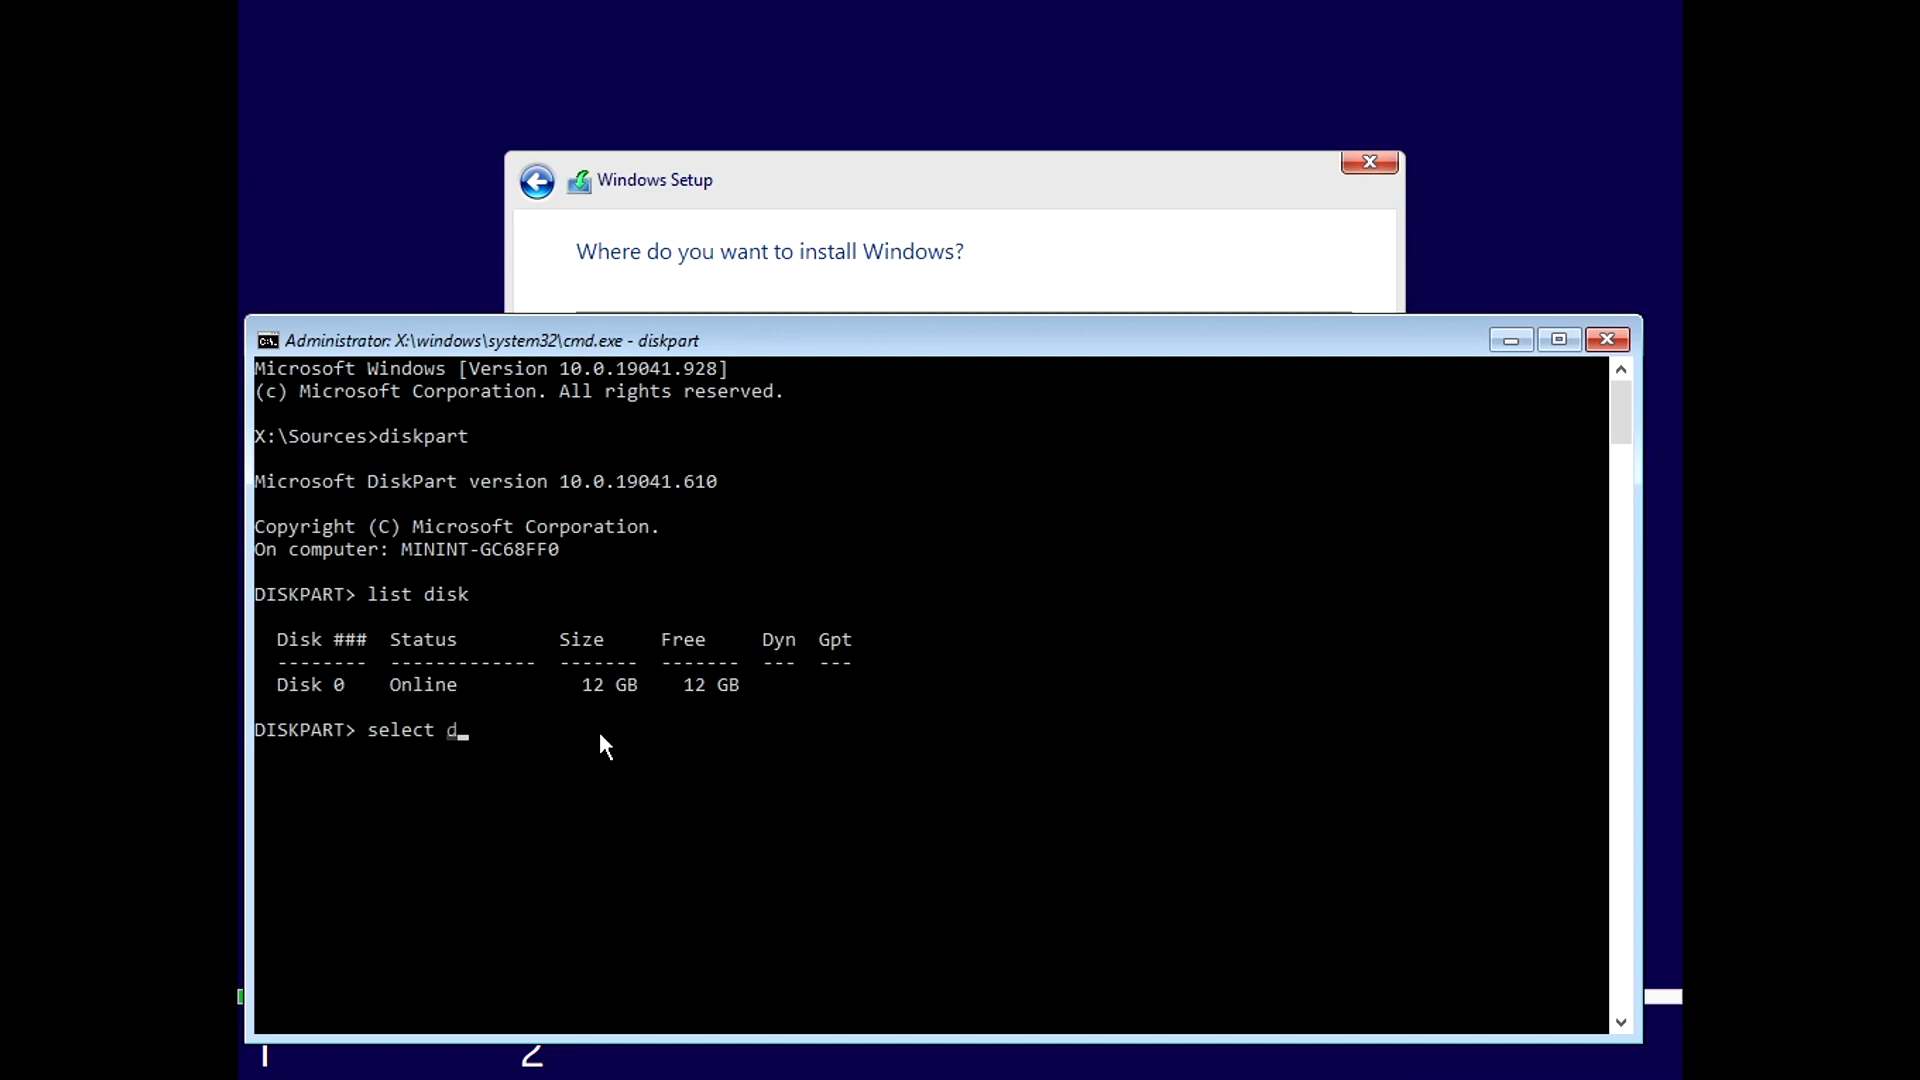 Windows Setup
Where do you want to install Windows?
Administrator: X:\windows\system32\cmd.exe - diskpart
Microsoft Windows [Version 10.0.19041.928]
(c) Microsoft Corporation. All rights reserved.
X:\Sources>diskpart
Microsoft DiskPart version 10.0.19041.610
Copyright (C) Microsoft Corporation.
On computer: MININT-GC68FF0
DISKPART> list disk
Disk ### Status Size Free Dyn Gpt
-------- ------------- ------- ------- --- ---
Disk 0 Online 12 GB 12 GB
DISKPART> select d_
1 2